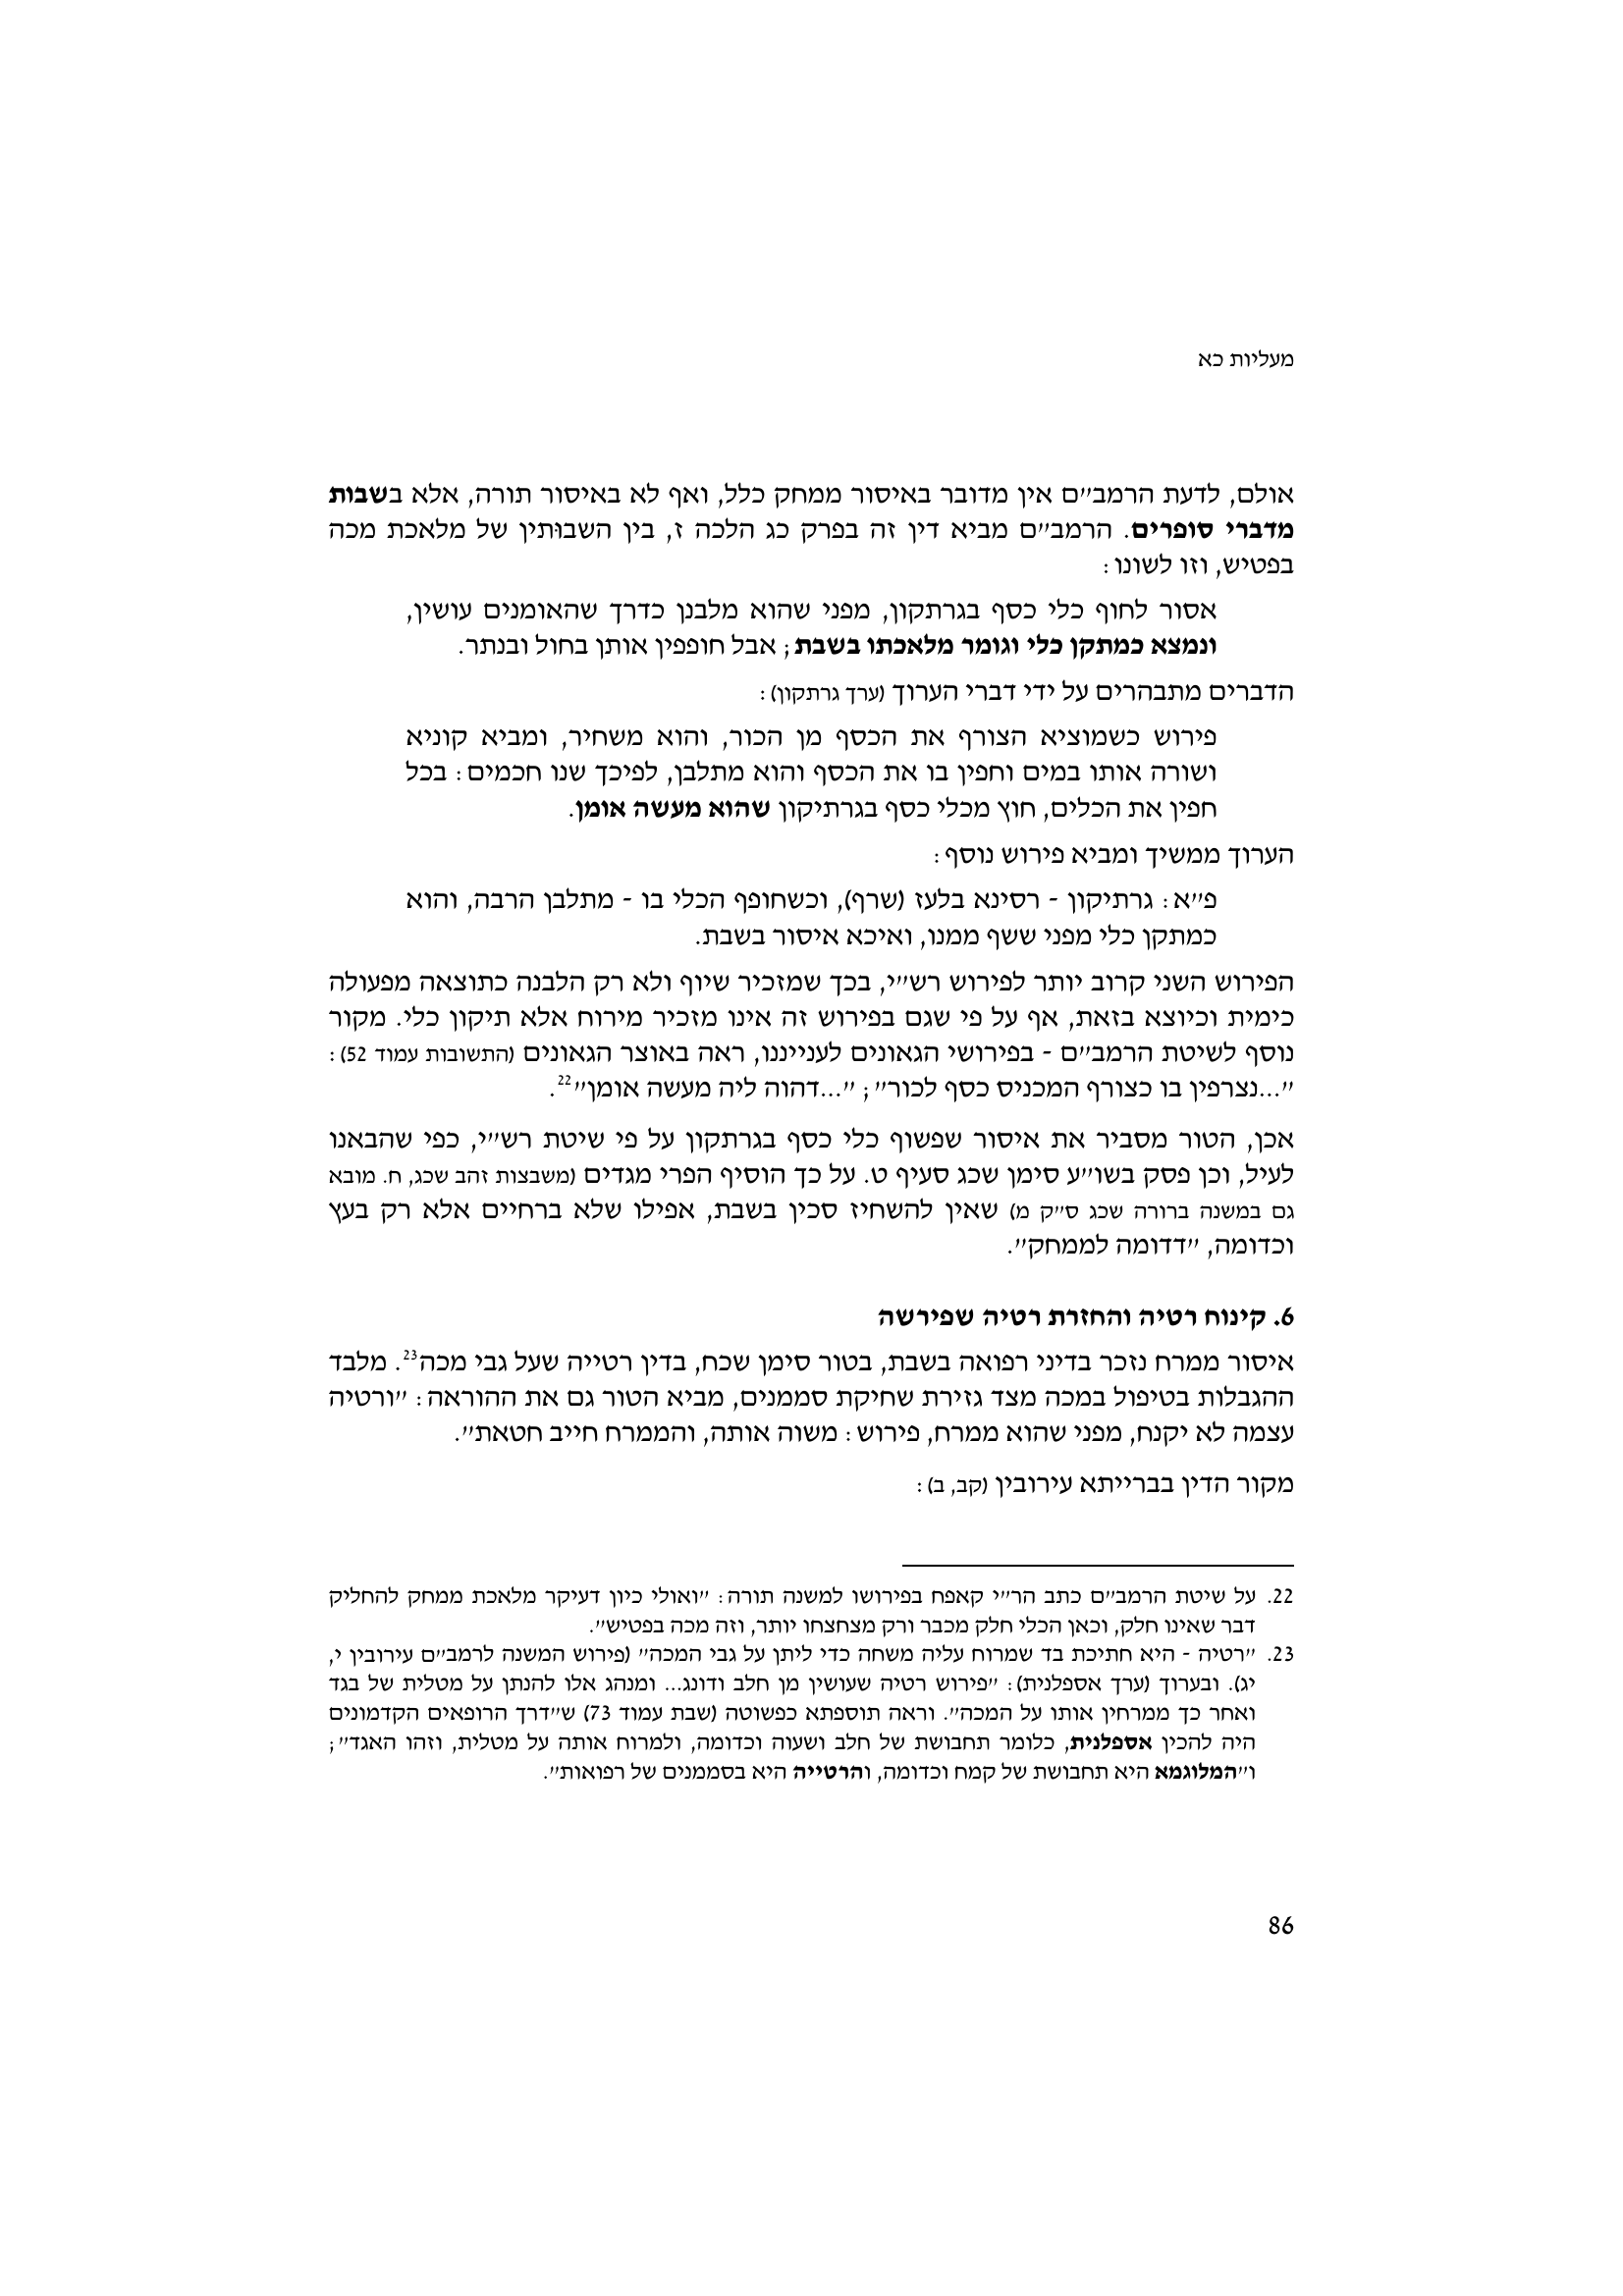 מעליות כא
אולם, לדעת הרמב״ם אין מדובר באיסור ממחק כלל, ואף לא באיסור תורה, אלא בשבות
מדברי סופרים. הרמב״ם מביא דין זה בפרק כג הלכה ז, בין השבוּתין של מלאכת מכה
בפטיש, וזו לשונו:
אסור לחוף כלי כסף בגרתקון, מפני שהוא מלבנן כדרך שהאומנים עושין,
ונמצא כמתקן כלי וגומר מלאכתו בשבת; אבל חופפין אותן בחול ובנתר.
הדברים מתבהרים על ידי דברי הערוך (ערך גרתקון):
פירוש כשמוציא הצורף את הכסף מן הכור, והוא משחיר, ומביא קוניא
ושורה אותו במים וחפין בו את הכסף והוא מתלבן, לפיכך שנו חכמים: בכל
חפין את הכלים, חוץ מכלי כסף בגרתיקון שהוא מעשה אומן.
הערוך ממשיך ומביא פירוש נוסף:
פ״א: גרתיקון - רסינא בלעז (שרף), וכשחופף הכלי בו - מתלבן הרבה, והוא
כמתקן כלי מפני ששף ממנו, ואיכא איסור בשבת.
הפירוש השני קרוב יותר לפירוש רש״י, בכך שמזכיר שיוף ולא רק הלבנה כתוצאה מפעולה
כימית וכיוצא בזאת, אף על פי שגם בפירוש זה אינו מזכיר מירוח אלא תיקון כלי. מקור
נוסף לשיטת הרמב״ם - בפירושי הגאונים לענייננו, ראה באוצר הגאונים (התשובות עמוד 52):
״...נצרפין בו כצורף המכניס כסף לכור״; ״...דהוה ליה מעשה אומן״22.
אכן, הטור מסביר את איסור שפשוף כלי כסף בגרתקון על פי שיטת רש״י, כפי שהבאנו
לעיל, וכן פסק בשו״ע סימן שכג סעיף ט. על כך הוסיף הפרי מגדים (משבצות זהב שכג, ח. מובא
גם במשנה ברורה שכג ס״ק מ) שאין להשחיז סכין בשבת, אפילו שלא ברחיים אלא רק בעץ
וכדומה, ״דדומה לממחק״.
6. קינוח רטיה והחזרת רטיה שפירשה
איסור ממרח נזכר בדיני רפואה בשבת, בטור סימן שכח, בדין רטייה שעל גבי מכה23. מלבד
ההגבלות בטיפול במכה מצד גזירת שחיקת סממנים, מביא הטור גם את ההוראה: ״ורטיה
עצמה לא יקנח, מפני שהוא ממרח, פירוש: משוה אותה, והממרח חייב חטאת״.
מקור הדין בברייתא עירובין (קב, ב):
22. על שיטת הרמב״ם כתב הר״י קאפח בפירושו למשנה תורה: ״ואולי כיון דעיקר מלאכת ממחק להחליק
דבר שאינו חלק, וכאן הכלי חלק מכבר ורק מצחצחו יותר, וזה מכה בפטיש״.
23. ״רטיה - היא חתיכת בד שמרוח עליה משחה כדי ליתן על גבי המכה״ (פירוש המשנה לרמב״ם עירובין י,
יג). ובערוך (ערך אספלנית): ״פירוש רטיה שעושין מן חלב ודונג... ומנהג אלו להנתן על מטלית של בגד
ואחר כך ממרחין אותו על המכה״. וראה תוספתא כפשוטה (שבת עמוד 73) ש״דרך הרופאים הקדמונים
היה להכין אספלנית, כלומר תחבושת של חלב ושעוה וכדומה, ולמרוח אותה על מטלית, וזהו האגד״;
ו״המלוגמא היא תחבושת של קמח וכדומה, והרטייה היא בסממנים של רפואות״.
86